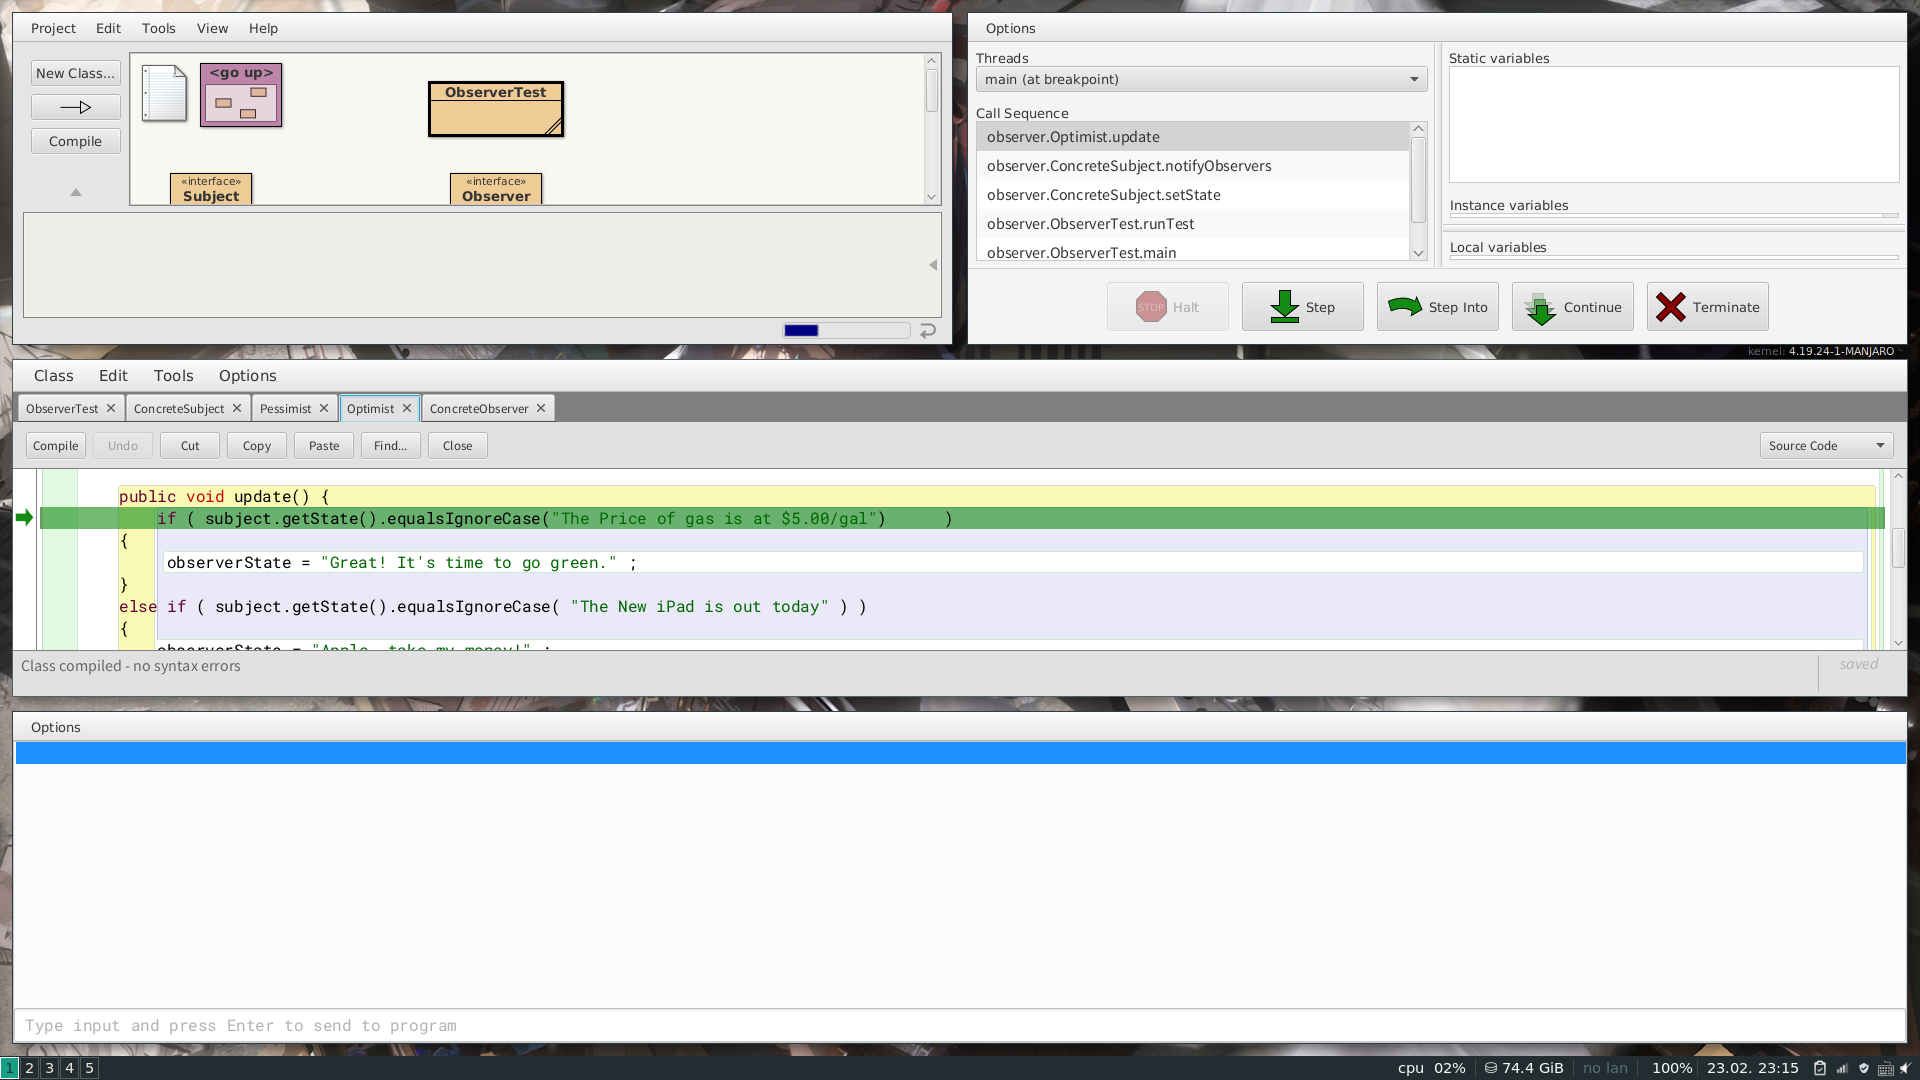 Project Edit Tools View Help
New Class...
Compile
<go up>
ObserverTest
«interface»
Subject
«interface»
Observer
Options
Threads
main (at breakpoint)
Call Sequence
observer.Optimist.update
observer.ConcreteSubject.notifyObservers
observer.ConcreteSubject.setState
observer.ObserverTest.runTest
observer.ObserverTest.main
Static variables
Instance variables
Local variables
STOP Halt
Step
Step Into
Continue
Terminate
kernel: 4.19.24-1-MANJARO
Class Edit Tools Options
ObserverTest ConcreteSubject Pessimist Optimist ConcreteObserver
Compile Undo Cut Copy Paste Find... Close
Source Code
public void update() {
if ( subject.getState().equalsIgnoreCase("The Price of gas is at $5.00/gal") )
{
observerState = "Great! It's time to go green." ;
}
else if ( subject.getState().equalsIgnoreCase( "The New iPad is out today" ) )
{
observerState = "Apple, take my money!" ;
Class compiled - no syntax errors
saved
Options
Type input and press Enter to send to program
1 2 3 4 5
cpu 02% 74.4 GiB no lan 100% 23.02. 23:15